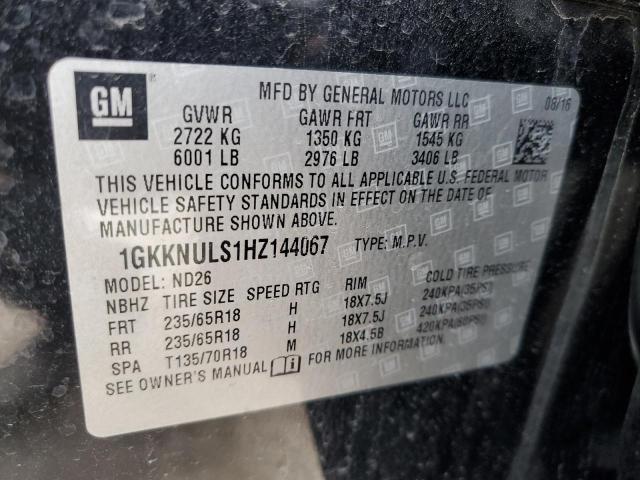 GM
MFD BY GENERAL MOTORS LLC 08/16
GVWR GAWR FRT GAWR RR
2722 KG 1350 KG 1545 KG
6001 LB 2976 LB 3406 LB
THIS VEHICLE CONFORMS TO ALL APPLICABLE U.S. FEDERAL MOTOR
VEHICLE SAFETY STANDARDS IN EFFECT ON THE DATE OF
MANUFACTURE SHOWN ABOVE.
1GKKNULS1HZ144067 TYPE: M.P.V.
MODEL: ND26
NBHZ TIRE SIZE SPEED RTG RIM COLD TIRE PRESSURE
FRT 235/65R18 H 18X7.5J 240KPA(35PSI)
RR 235/65R18 H 18X7.5J 240KPA(35PSI)
SPA T135/70R18 M 18X4.5B 420KPA(60PSI)
SEE OWNER'S MANUAL FOR MORE INFORMATION